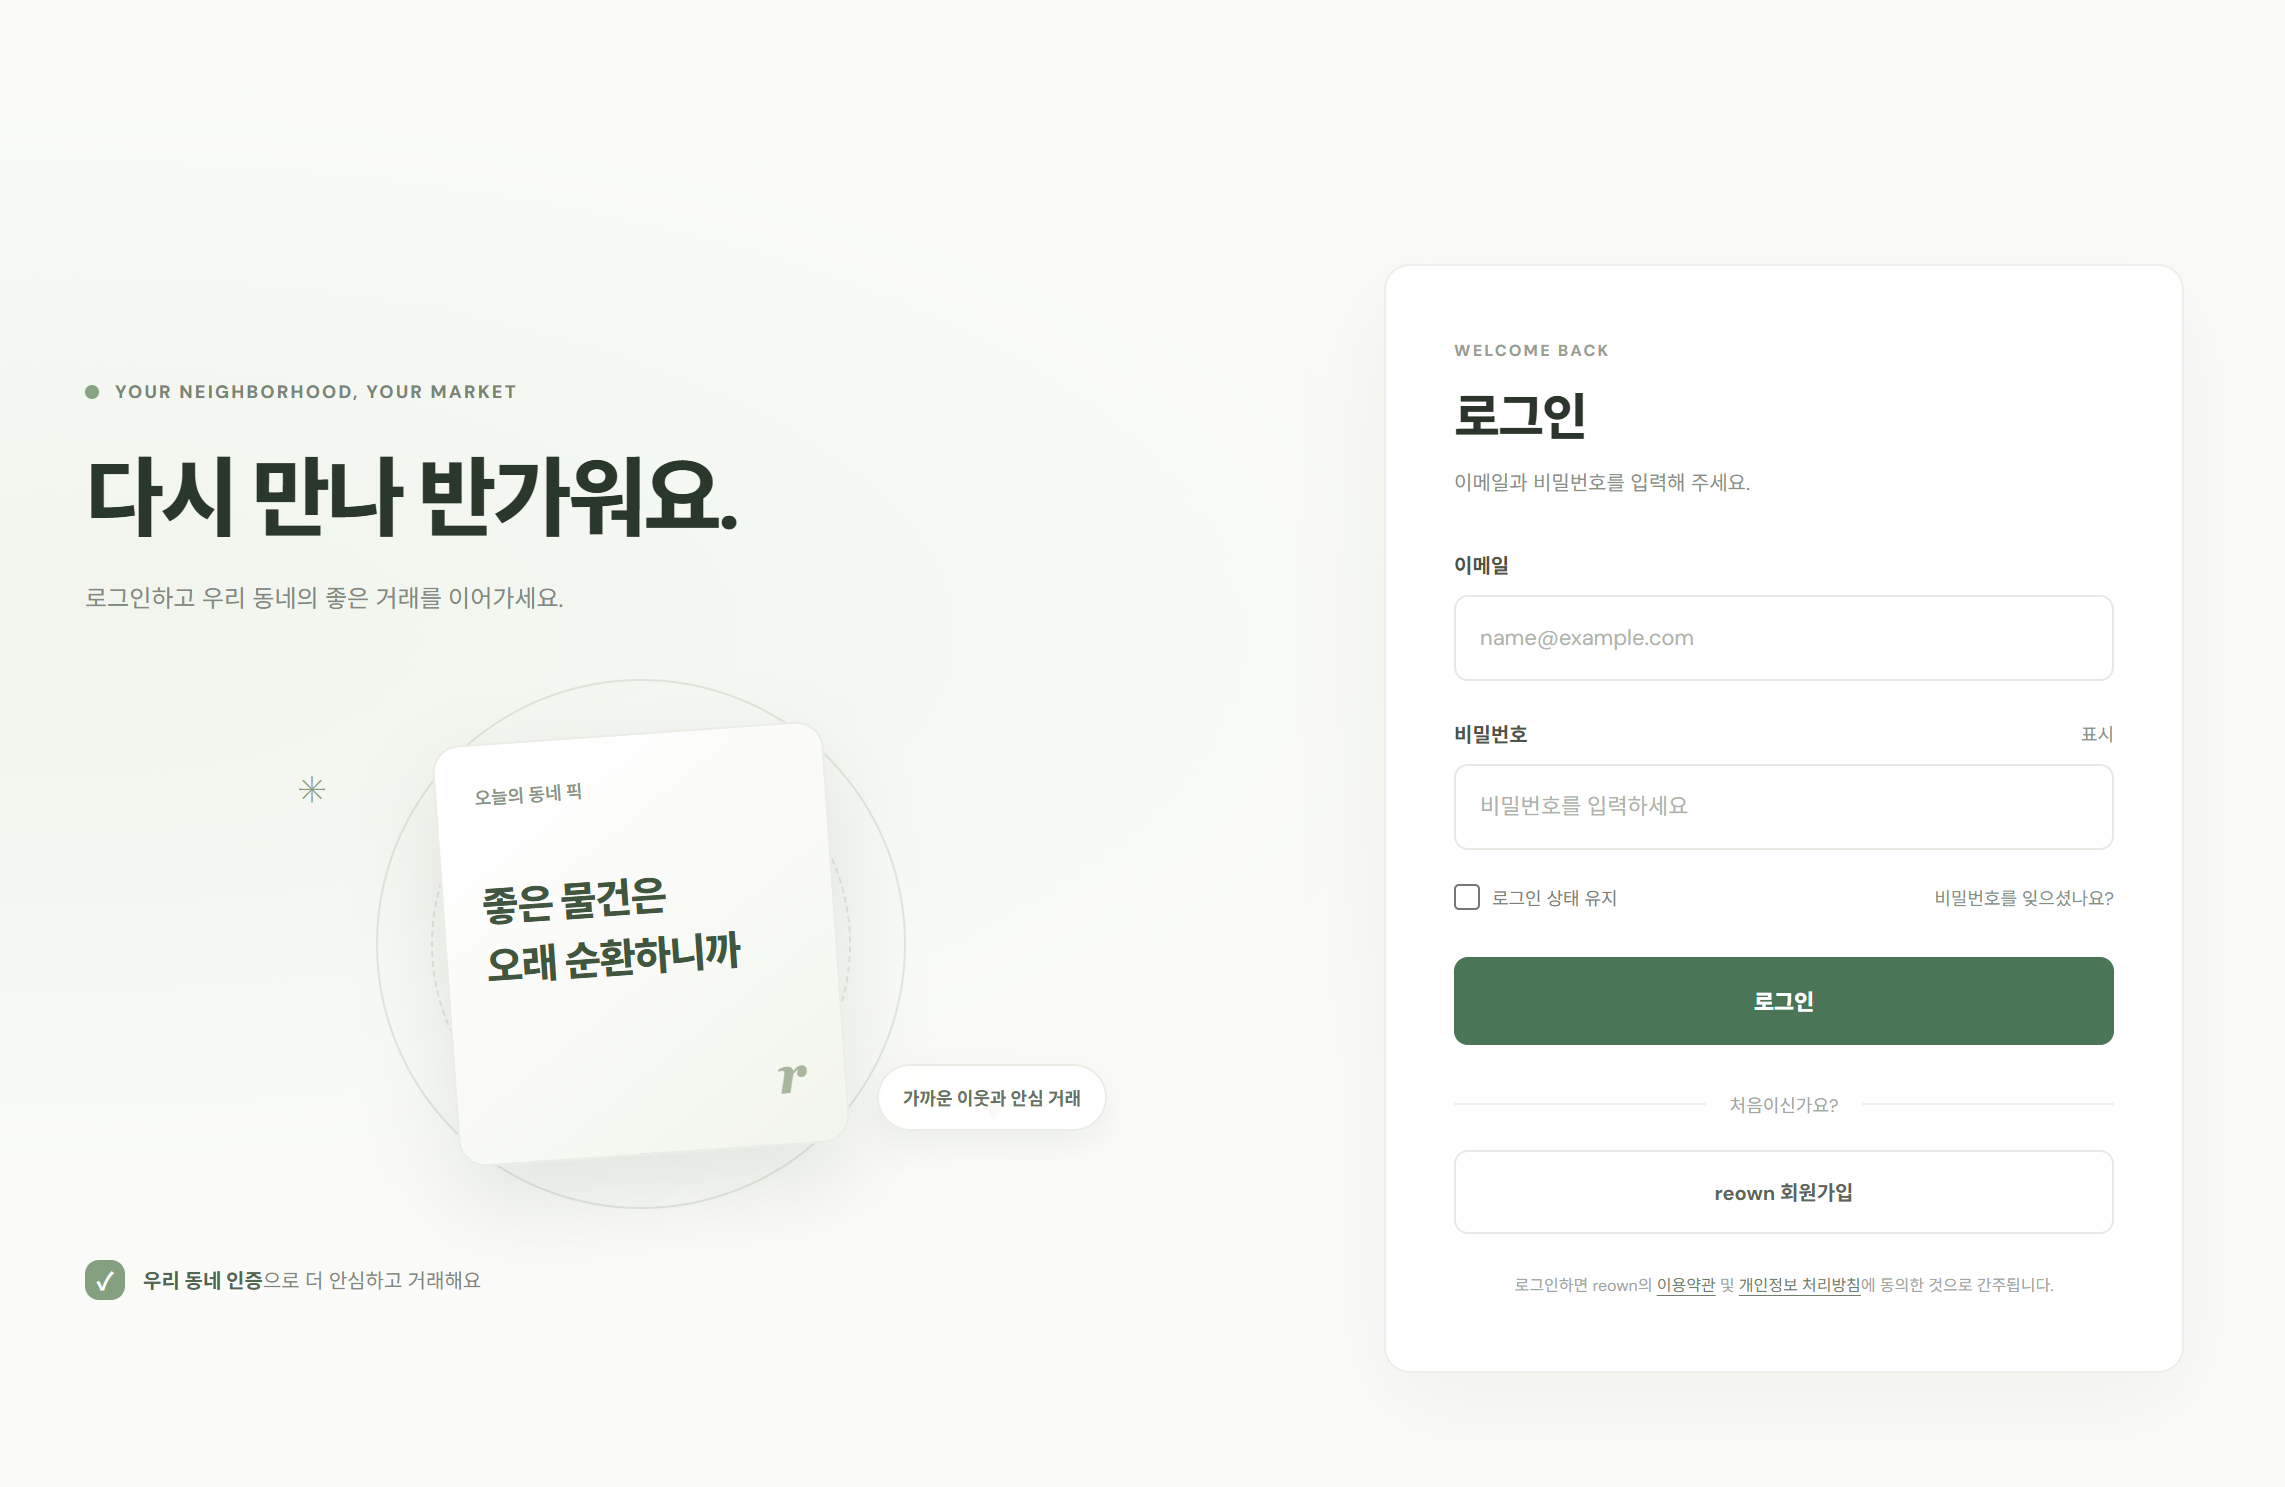 YOUR NEIGHBORHOOD, YOUR MARKET
다시 만나 반가워요.
로그인하고 우리 동네의 좋은 거래를 이어가세요.
오늘의 동네 픽
좋은 물건은
오래 순환하니까
r
가까운 이웃과 안심 거래
✓ 우리 동네 인증으로 더 안심하고 거래해요
WELCOME BACK
로그인
이메일과 비밀번호를 입력해 주세요.
이메일
name@example.com
비밀번호 표시
비밀번호를 입력하세요
로그인 상태 유지 비밀번호를 잊으셨나요?
로그인
처음이신가요?
reown 회원가입
로그인하면 reown의 이용약관 및 개인정보 처리방침에 동의한 것으로 간주됩니다.